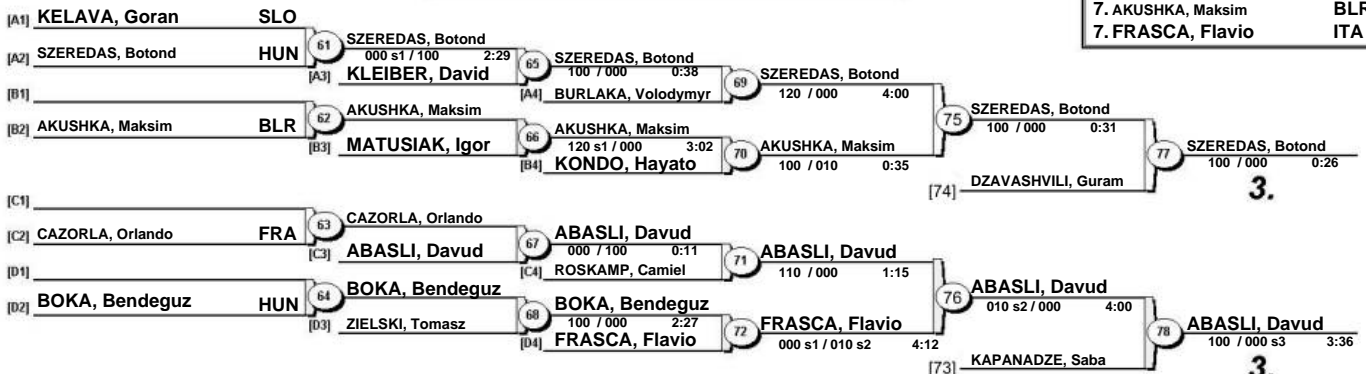 7. AKUSHKA, Maksim BLR
7. FRASCA, Flavio ITA
[A1] KELAVA, Goran SLO
[A2] SZEREDAS, Botond HUN
61 SZEREDAS, Botond
000 s1 / 100 2:29
[A3] KLEIBER, David
65 SZEREDAS, Botond
100 / 000 0:38
[A4] BURLAKA, Volodymyr
69 SZEREDAS, Botond
120 / 000 4:00
[B1]
[B2] AKUSHKA, Maksim BLR
62 AKUSHKA, Maksim
[B3] MATUSIAK, Igor
66 AKUSHKA, Maksim
120 s1 / 000 3:02
[B4] KONDO, Hayato
70 AKUSHKA, Maksim
100 / 010 0:35
75 SZEREDAS, Botond
100 / 000 0:31
[74] DZAVASHVILI, Guram
77 SZEREDAS, Botond
100 / 000 0:26
3.
[C1]
[C2] CAZORLA, Orlando FRA
63 CAZORLA, Orlando
[C3] ABASLI, Davud
67 ABASLI, Davud
000 / 100 0:11
[C4] ROSKAMP, Camiel
71 ABASLI, Davud
110 / 000 1:15
[D1]
[D2] BOKA, Bendeguz HUN
64 BOKA, Bendeguz
[D3] ZIELSKI, Tomasz
68 BOKA, Bendeguz
100 / 000 2:27
[D4] FRASCA, Flavio
72 FRASCA, Flavio
000 s1 / 010 s2 4:12
76 ABASLI, Davud
010 s2 / 000 4:00
[73] KAPANADZE, Saba
78 ABASLI, Davud
100 / 000 s3 3:36
3.